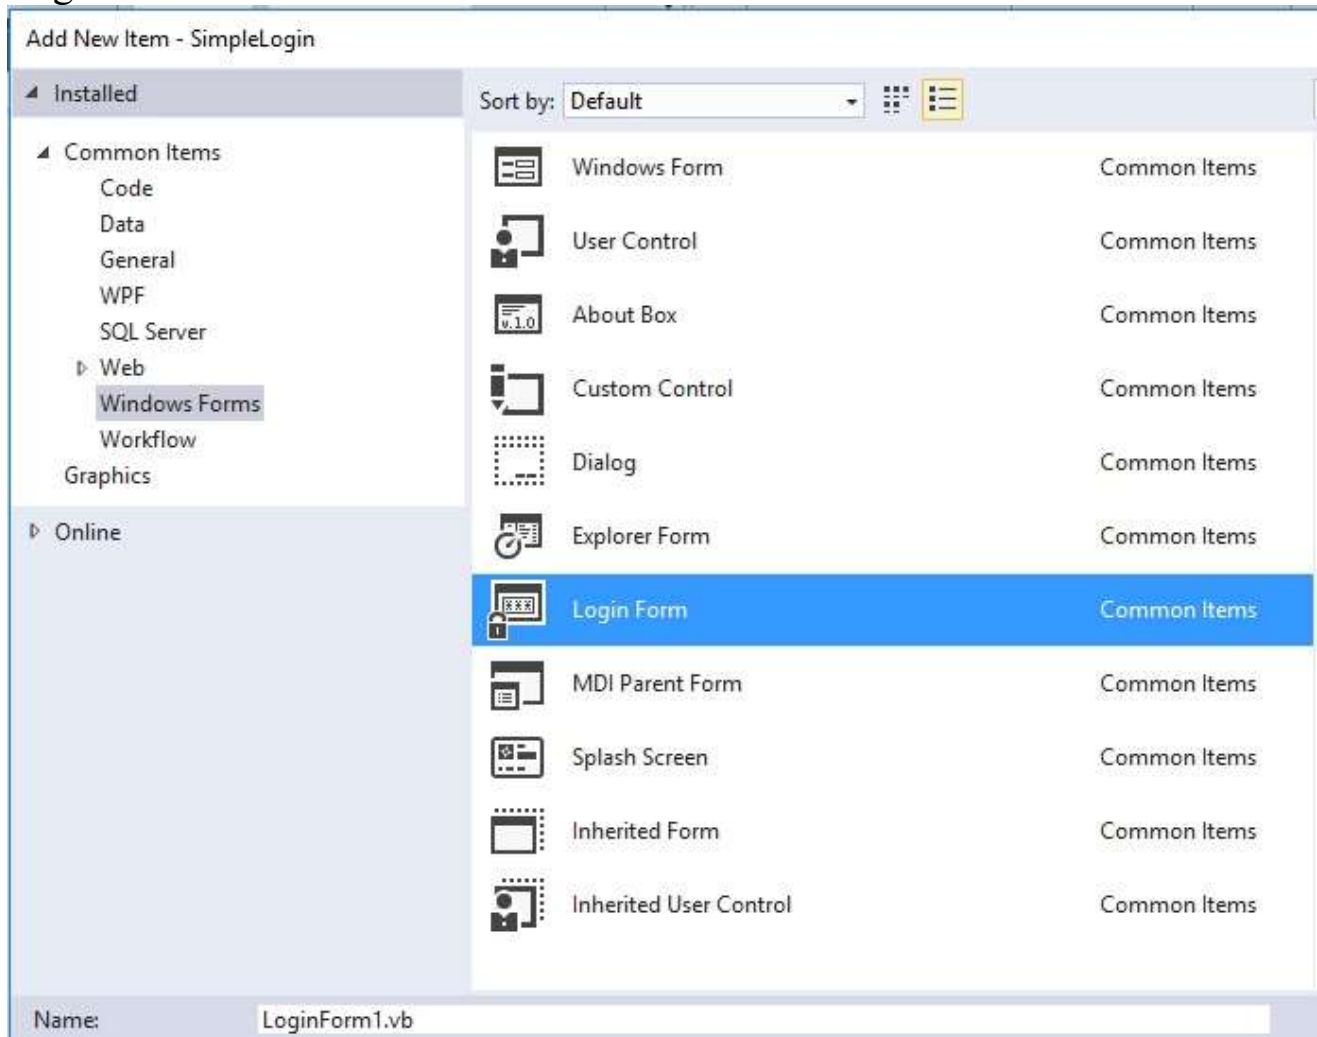 Add New Item - SimpleLogin
Installed
Common Items
Code
Data
General
WPF
SQL Server
Web
Windows Forms
Workflow
Graphics
Online
Sort by: Default
Windows Form Common Items
User Control Common Items
v.1.0
About Box Common Items
Custom Control Common Items
Dialog Common Items
Explorer Form Common Items
Login Form Common Items
MDI Parent Form Common Items
Splash Screen Common Items
Inherited Form Common Items
Inherited User Control Common Items
Name: LoginForm1.vb